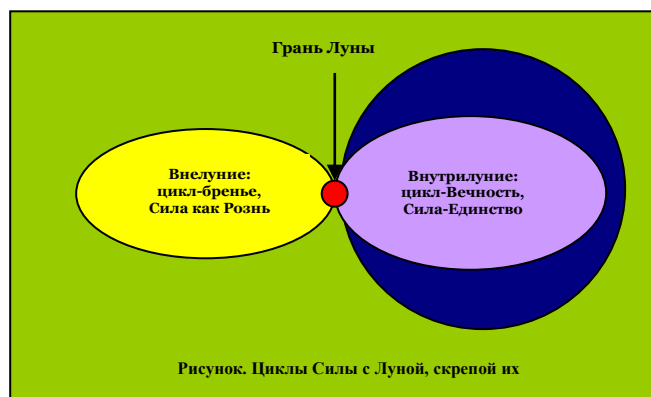 Грань Луны
Внелуние:
цикл-бренье,
Сила как Рознь
Внутрилуние:
цикл-Вечность,
Сила-Единство
Рисунок. Циклы Силы с Луной, скрепой их